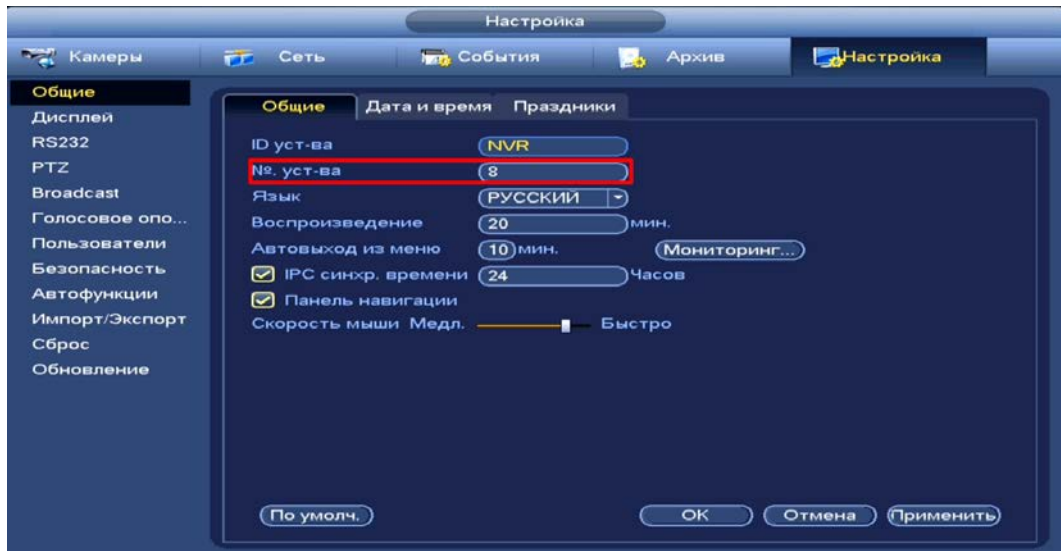 Настройка
Камеры Сеть События Архив Настройка
Общие
Дисплей
RS232
PTZ
Broadcast
Голосовое опо...
Пользователи
Безопасность
Автофункции
Импорт/Экспорт
Сброс
Обновление
Общие Дата и время Праздники
ID уст-ва NVR
№. уст-ва 8
Язык РУССКИЙ
Воспроизведение 20 мин.
Автовыход из меню 10 мин. Мониторинг...
IPC синхр. времени 24 Часов
Панель навигации
Скорость мыши Медл. Быстро
По умолч. OK Отмена Применить